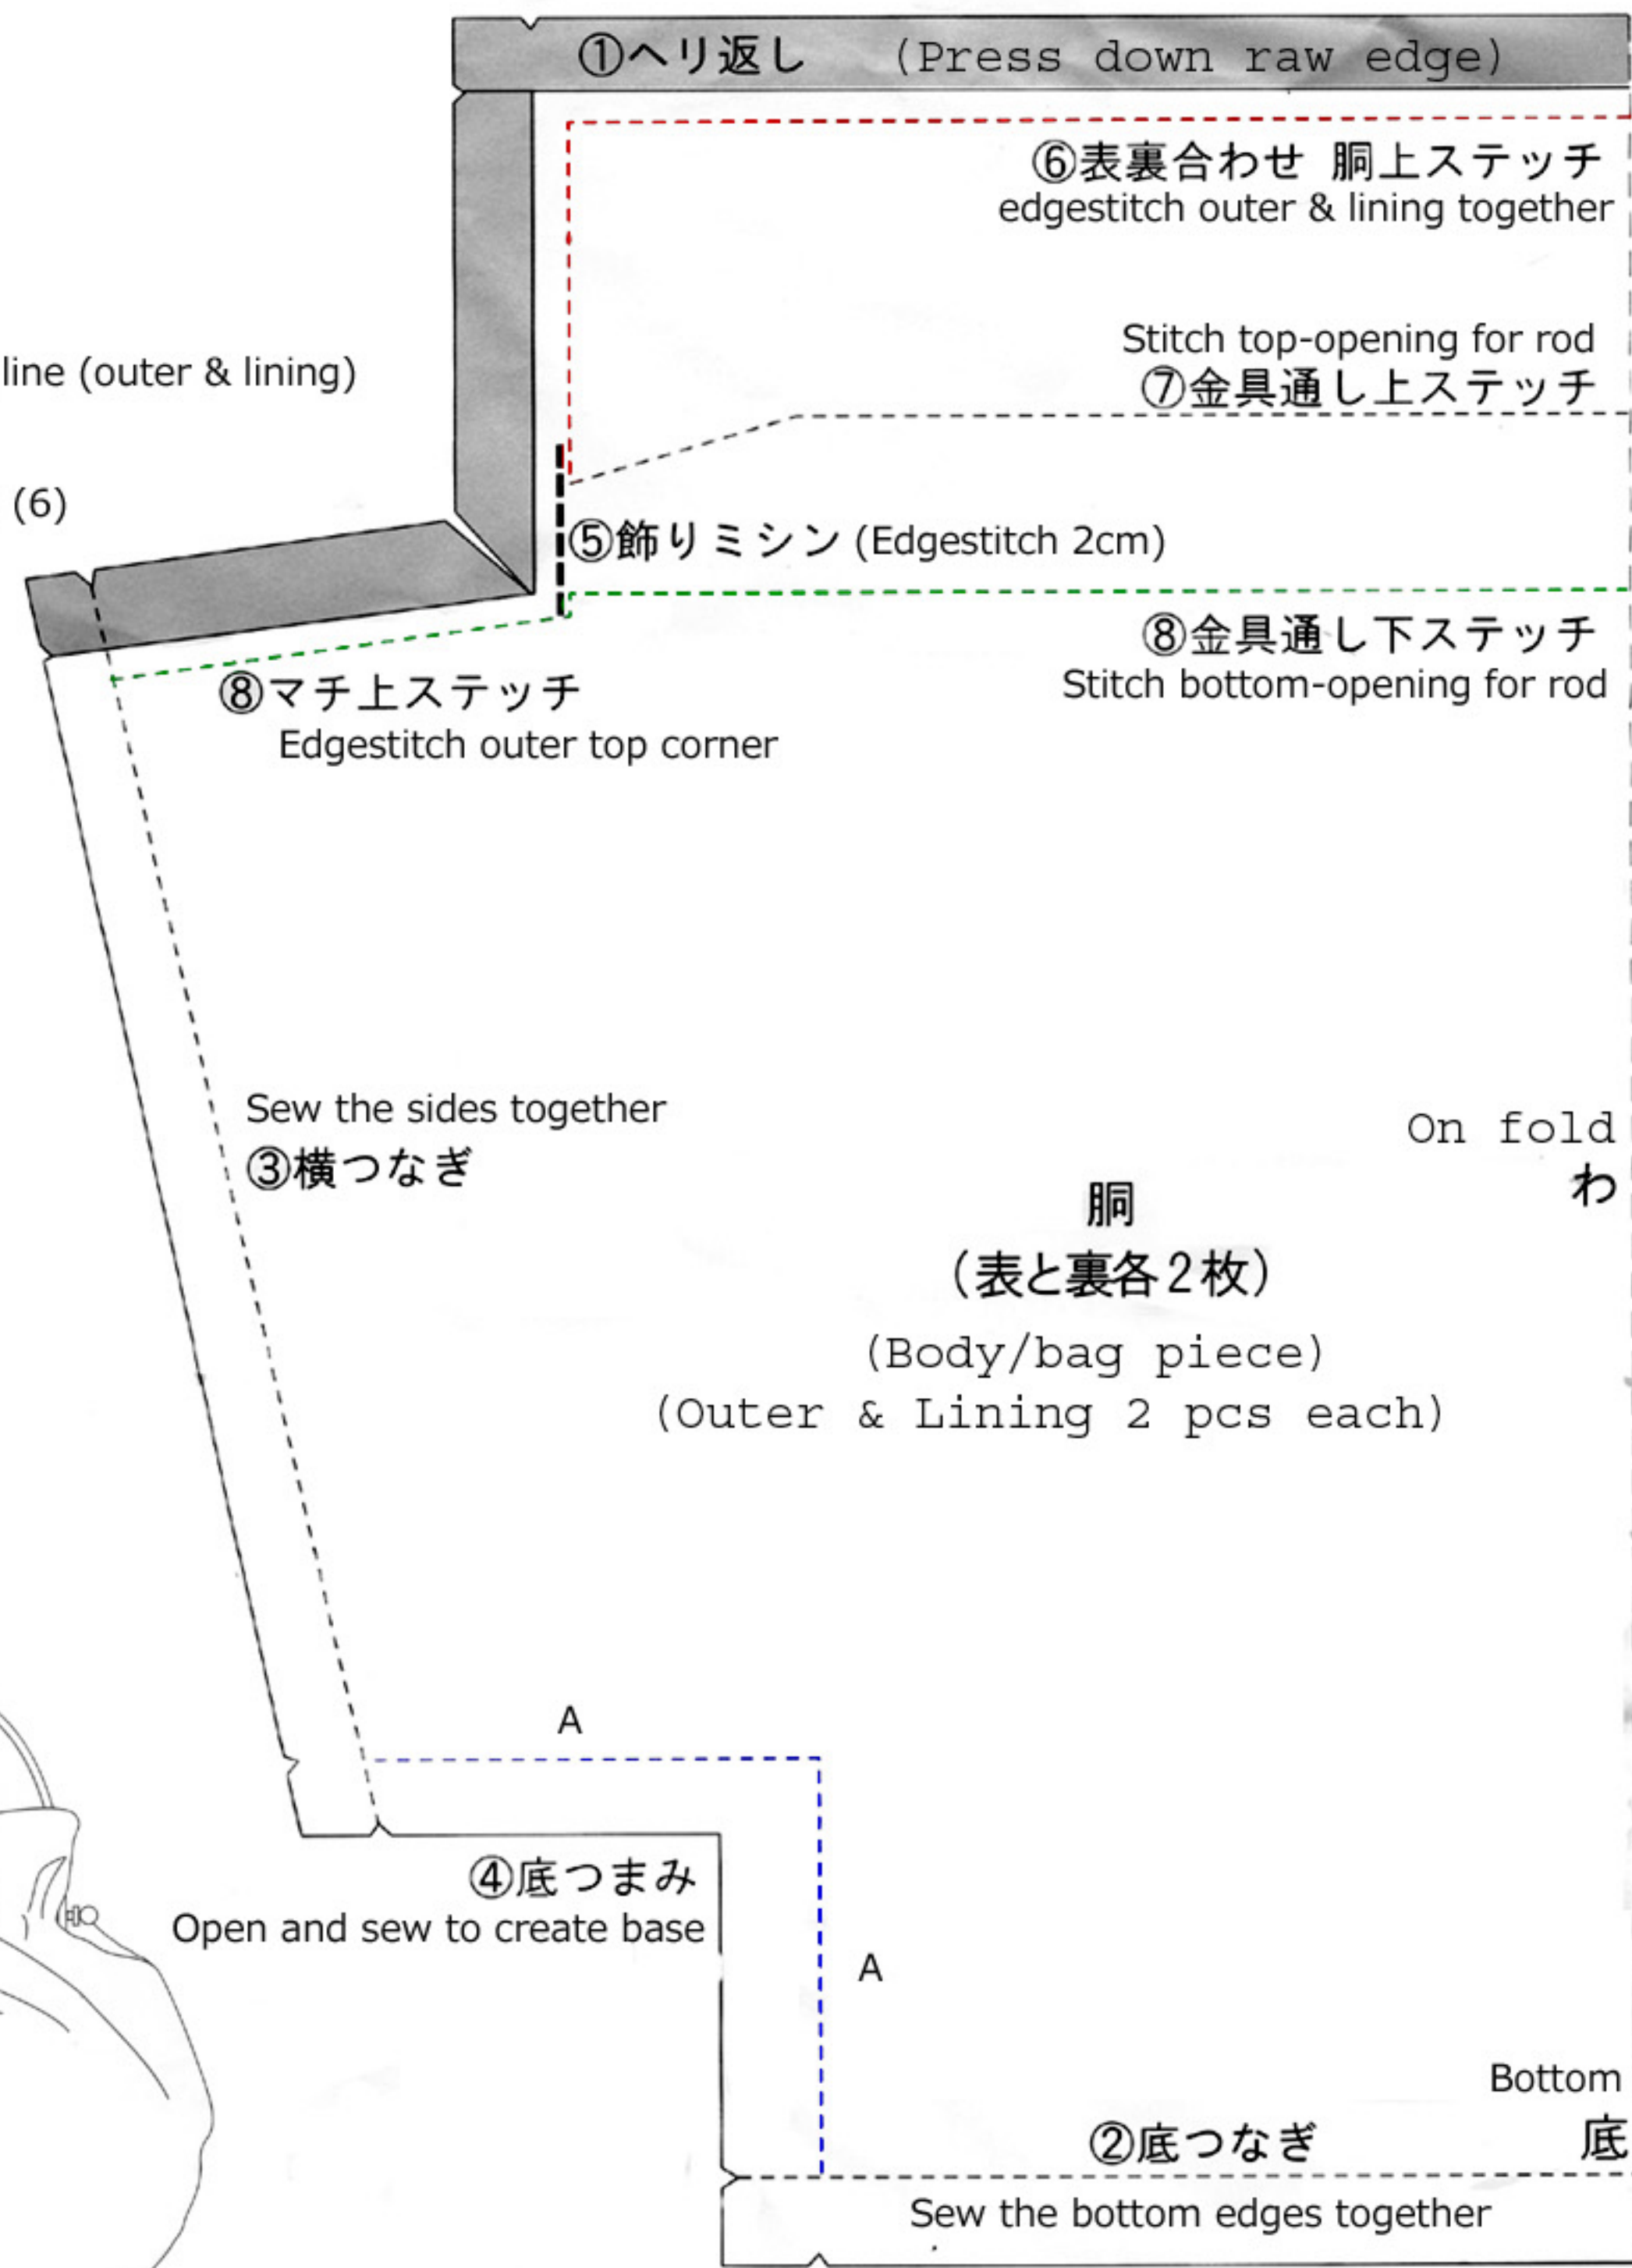 ①ヘリ返し (Press down raw edge)
⑥表裏合わせ 胴上ステッチ
edgestitch outer & lining together
Stitch top-opening for rod
line (outer & lining)
⑦金具通し上ステッチ
(6)
⑤飾りミシン (Edgestitch 2cm)
⑧金具通し下ステッチ
Stitch bottom-opening for rod
⑧マチ上ステッチ
Edgestitch outer top corner
Sew the sides together
③横つなぎ
On fold
わ
胴
(表と裏各2枚)
(Body/bag piece)
(Outer & Lining 2 pcs each)
A
④底つまみ
Open and sew to create base
A
Bottom
②底つなぎ 底
Sew the bottom edges together